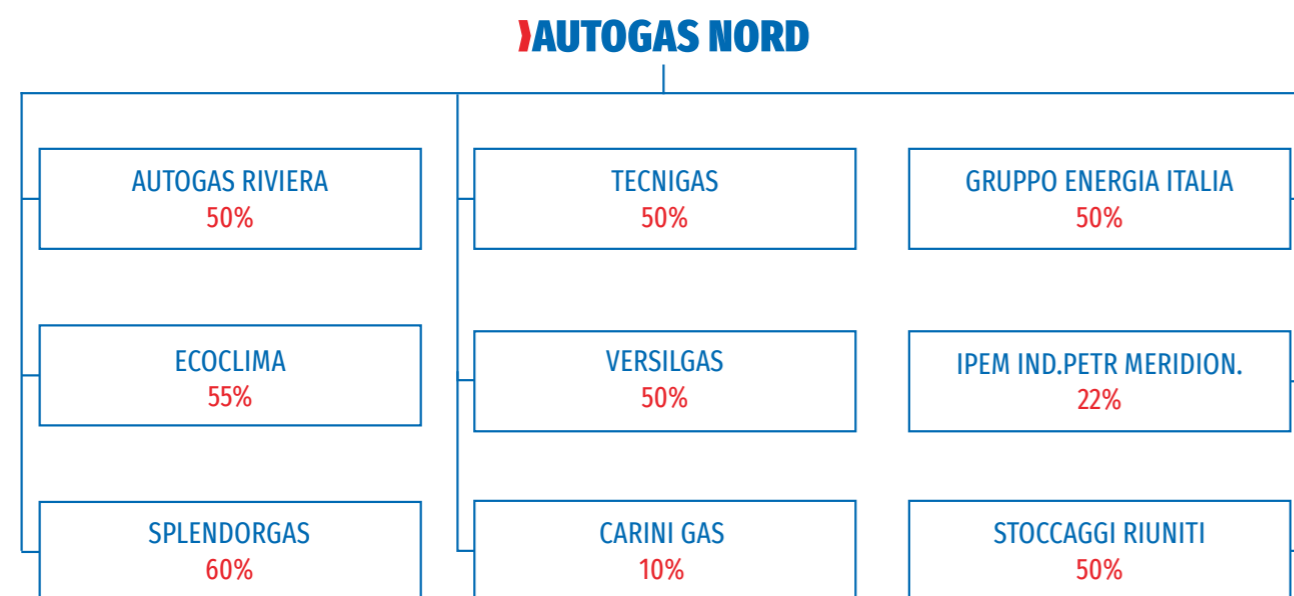 AUTOGAS NORD
AUTOGAS RIVIERA
50%
TECNIGAS
50%
GRUPPO ENERGIA ITALIA
50%
ECOCLIMA
55%
VERSILGAS
50%
IPEM IND.PETR MERIDION.
22%
SPLENDORGAS
60%
CARINI GAS
10%
STOCCAGGI RIUNITI
50%